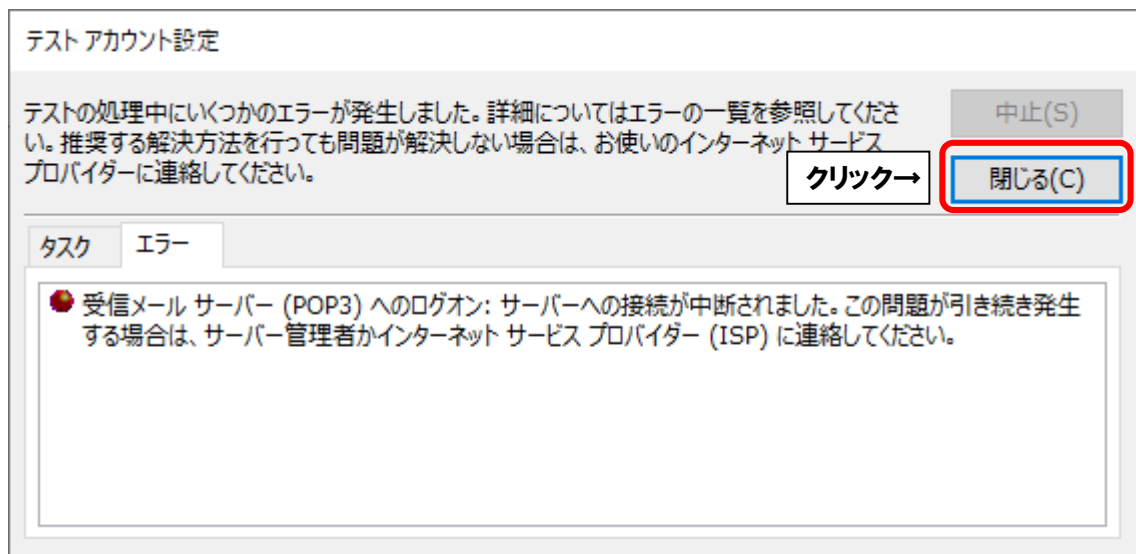 テスト アカウント設定
テストの処理中にいくつかのエラーが発生しました。詳細についてはエラーの一覧を参照してくださ
い。推奨する解決方法を行っても問題が解決しない場合は、お使いのインターネット サービス
プロバイダーに連絡してください。
中止(S)
クリック→
閉じる(C)
タスク
エラー
受信メール サーバー (POP3) へのログオン: サーバーへの接続が中断されました。この問題が引き続き発生
する場合は、サーバー管理者かインターネット サービス プロバイダー (ISP) に連絡してください。